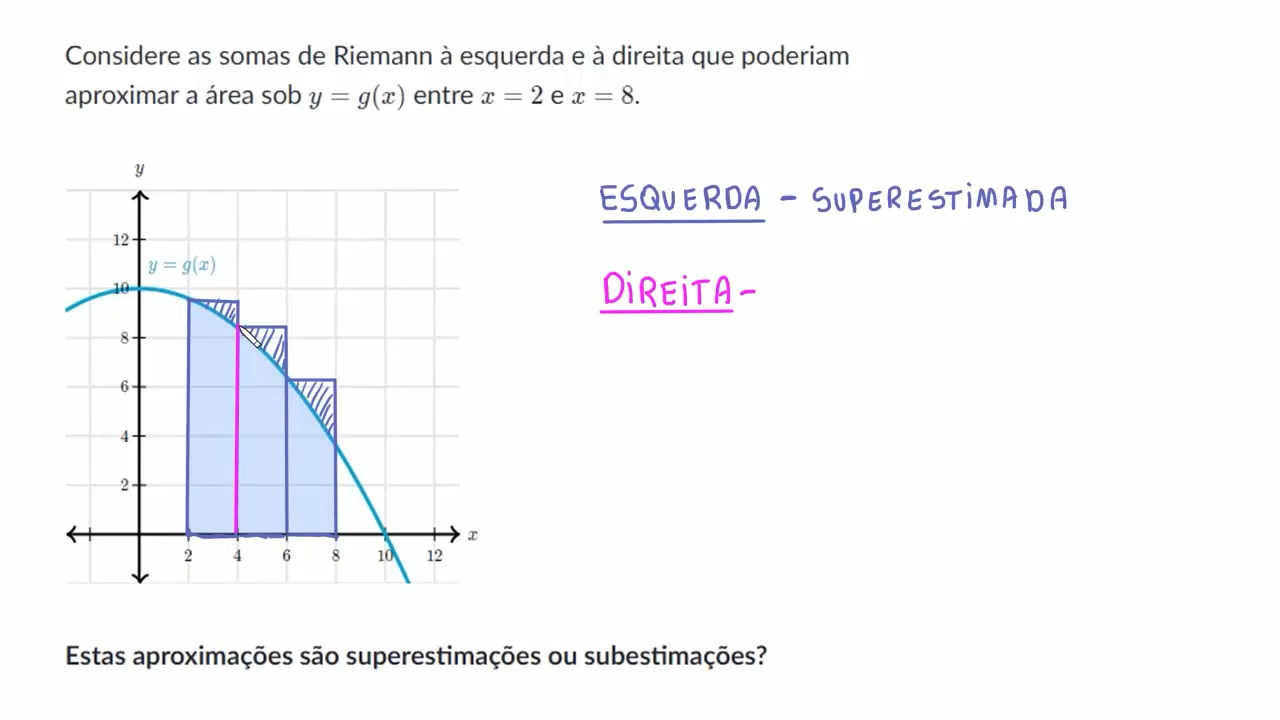 Considere as somas de Riemann à esquerda e à direita que poderiam
aproximar a área sob y = g(x) entre x = 2 e x = 8.
y
ESQUERDA - SUPERESTIMADA
12
y = g(x)
10
DIREITA-
8
6
4
2
x
2 4 6 8 10 12
Estas aproximações são superestimações ou subestimações?